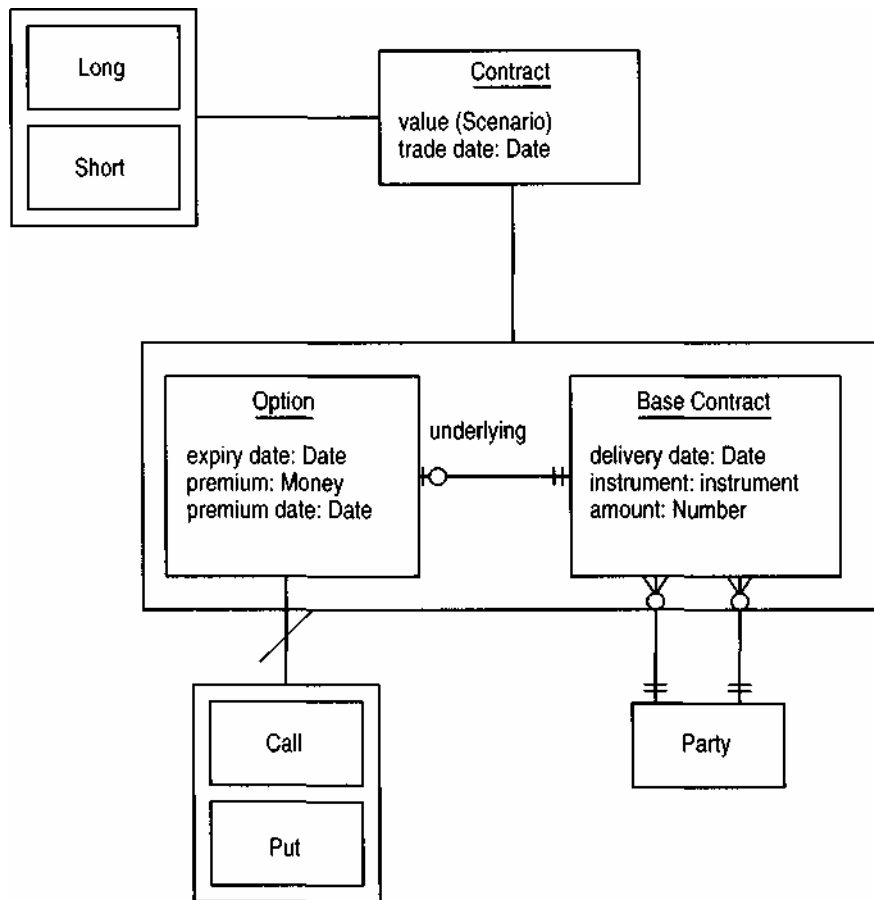 Long
Short
Contract
value (Scenario)
trade date: Date
Option
expiry date: Date
premium: Money
premium date: Date
underlying
Base Contract
delivery date: Date
instrument: instrument
amount: Number
Call
Put
Party